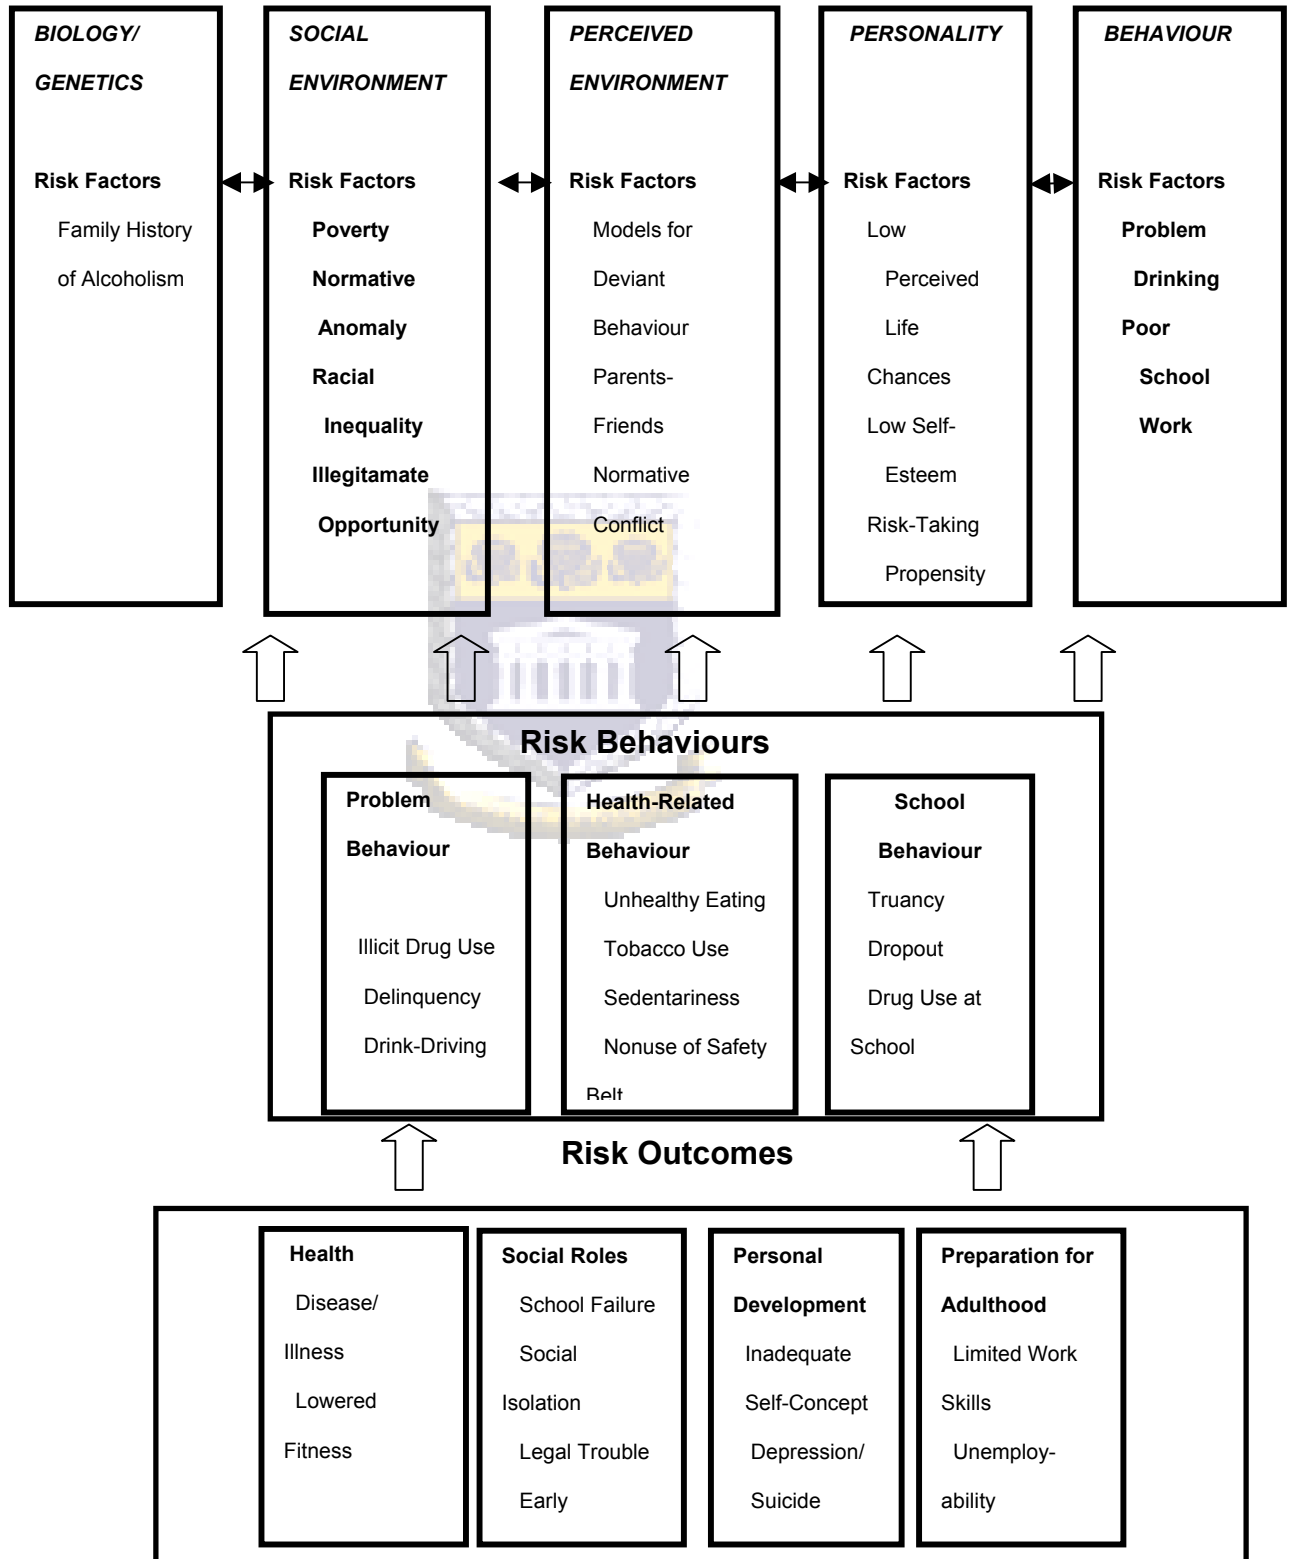 BIOLOGY/
GENETICS
Risk Factors
Family History
of Alcoholism
SOCIAL
ENVIRONMENT
Risk Factors
Poverty
Normative
Anomaly
Racial
Inequality
Illegitamate
Opportunity
PERCEIVED
ENVIRONMENT
Risk Factors
Models for
Deviant
Behaviour
Parents-
Friends
Normative
Conflict
PERSONALITY
Risk Factors
Low
Perceived
Life
Chances
Low Self-
Esteem
Risk-Taking
Propensity
BEHAVIOUR
Risk Factors
Problem
Drinking
Poor
School
Work
Risk Behaviours
Problem
Behaviour
Illicit Drug Use
Delinquency
Drink-Driving
Health-Related
Behaviour
Unhealthy Eating
Tobacco Use
Sedentariness
Nonuse of Safety
Belt
School
Behaviour
Truancy
Dropout
Drug Use at
School
Risk Outcomes
Health
Disease/
Illness
Lowered
Fitness
Social Roles
School Failure
Social
Isolation
Legal Trouble
Early
Personal
Development
Inadequate
Self-Concept
Depression/
Suicide
Preparation for
Adulthood
Limited Work
Skills
Unemploy-
ability